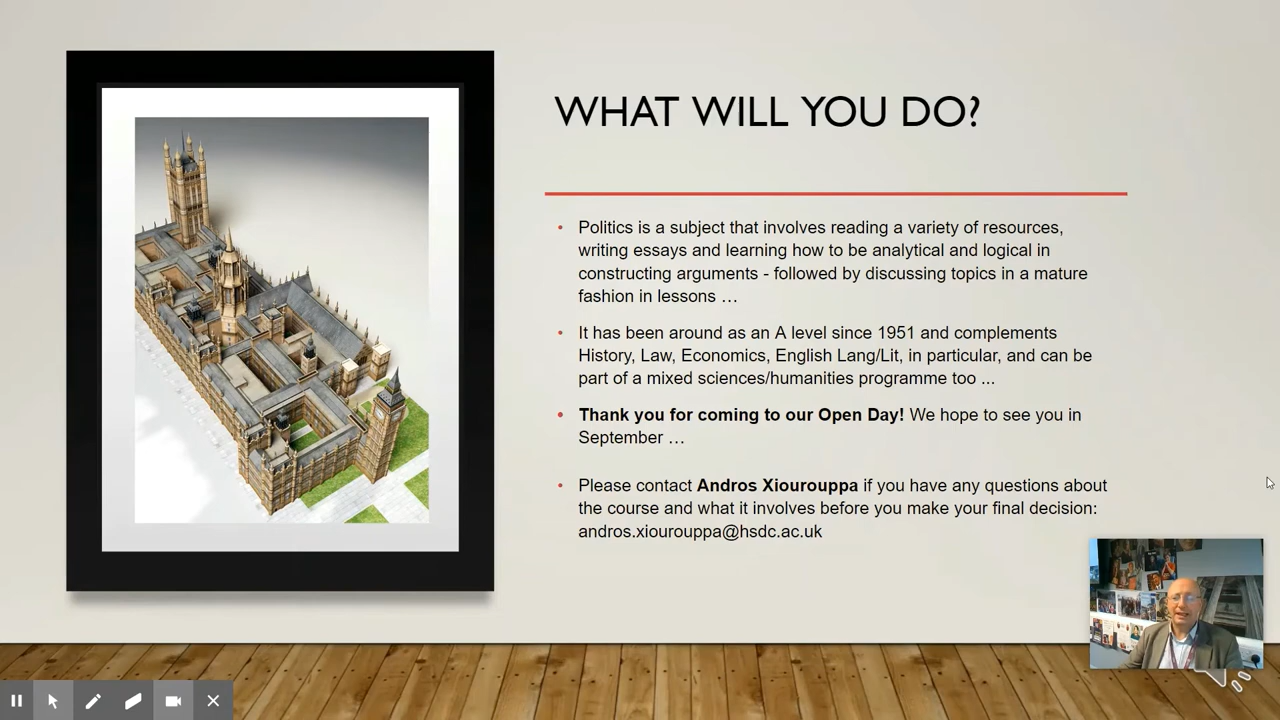 WHAT WILL YOU DO?
Politics is a subject that involves reading a variety of resources,
writing essays and learning how to be analytical and logical in
constructing arguments - followed by discussing topics in a mature
fashion in lessons …
It has been around as an A level since 1951 and complements
History, Law, Economics, English Lang/Lit, in particular, and can be
part of a mixed sciences/humanities programme too ...
Thank you for coming to our Open Day! We hope to see you in
September …
Please contact Andros Xiourouppa if you have any questions about
the course and what it involves before you make your final decision:
andros.xiourouppa@hsdc.ac.uk